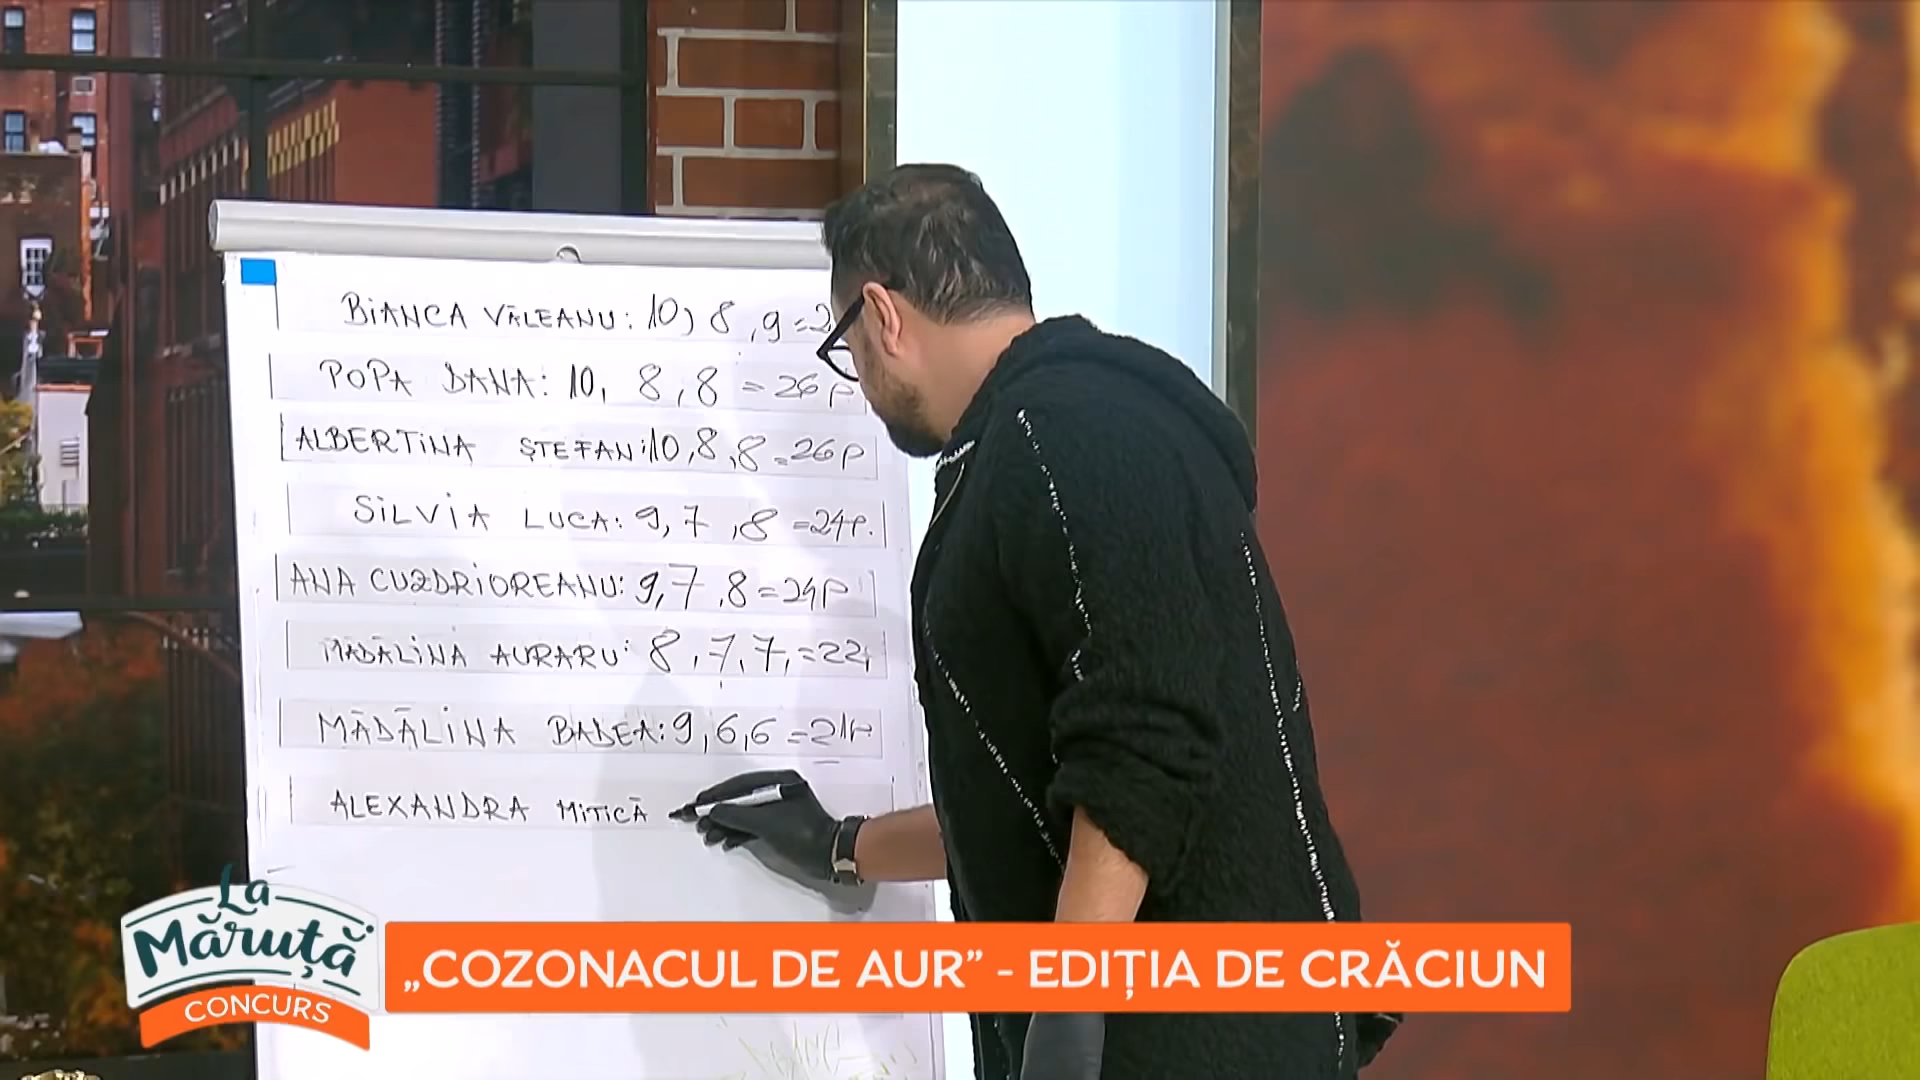 BIANCA VĂLEANU: 10, 8, 9 = 2
POPA DANA: 10, 8, 8 = 26 p
ALBERTINA ȘTEFAN: 10, 8, 8 = 26p
SILVIA LUCA: 9, 7, 8 = 24p.
ANA CUZDRIOREANU: 9, 7, 8 = 24p
MĂDĂLINA AURARU: 8, 7, 7, = 22,
MĂDĂLINA BADEA: 9, 6, 6 = 21p
ALEXANDRA MITICĂ
La
Măruță
CONCURS
„COZONACUL DE AUR” - EDIȚIA DE CRĂCIUN